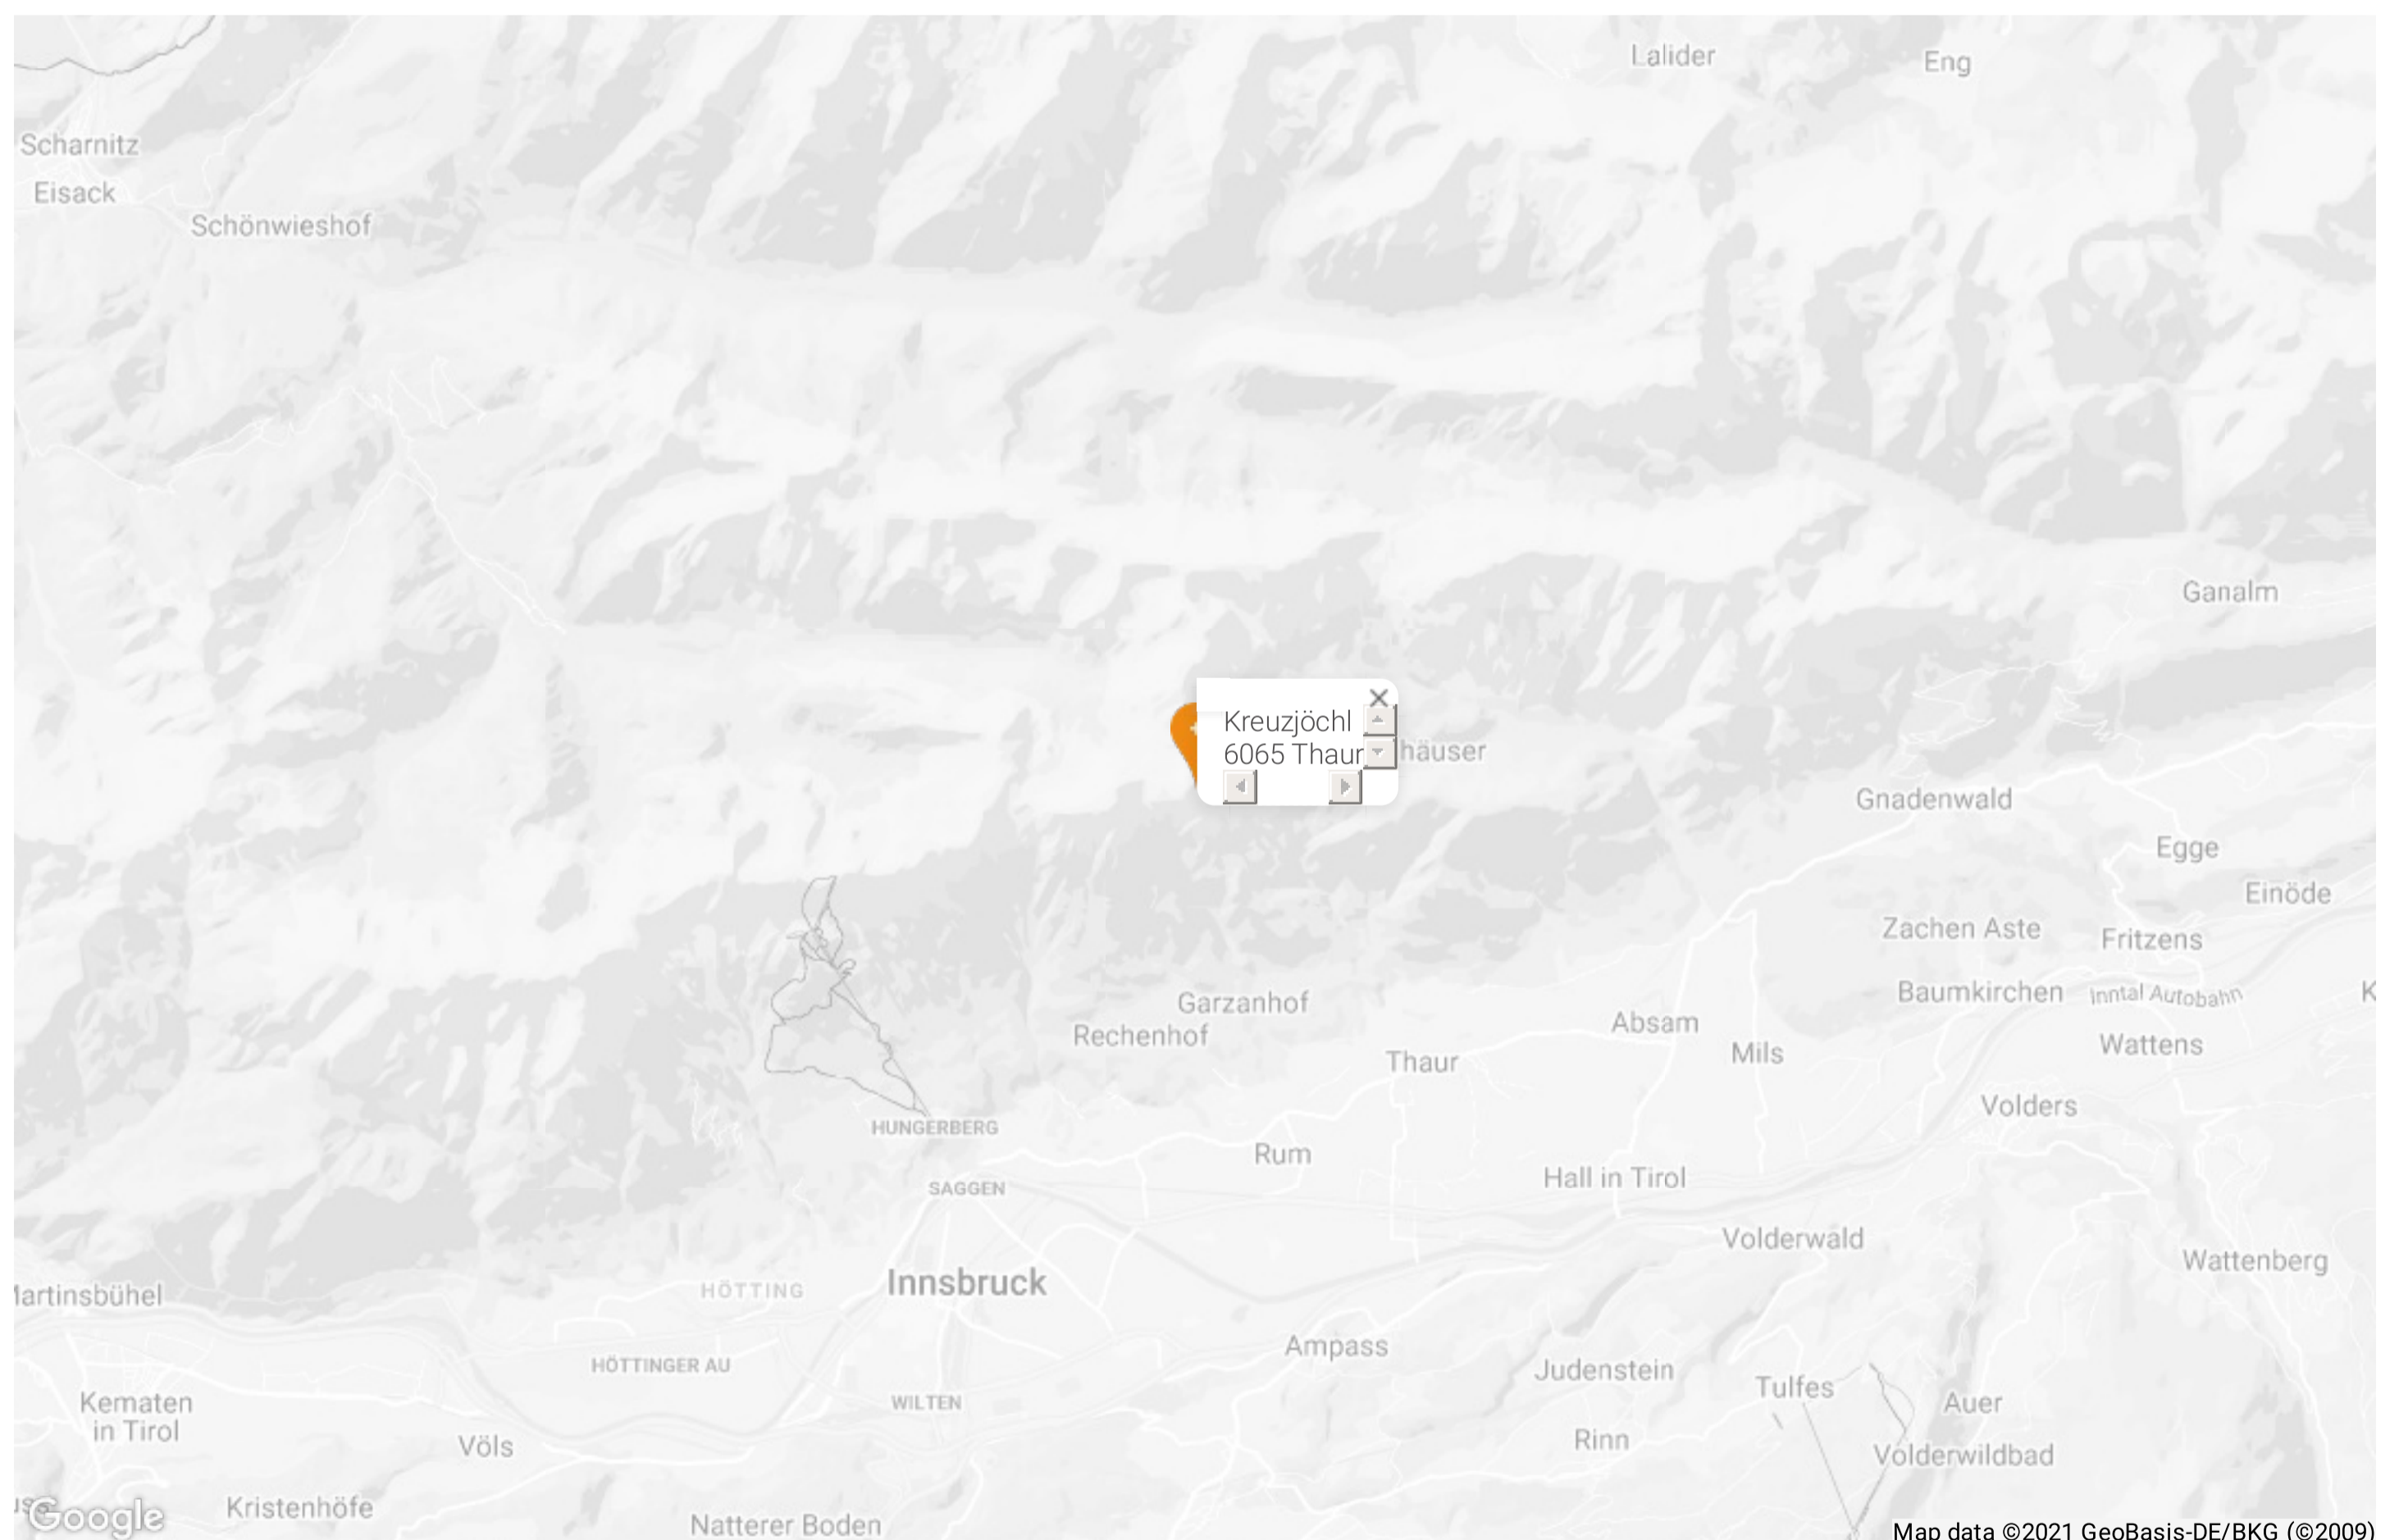 Lalider
Eng
Scharnitz
Eisack
Schönwieshof
Ganalm
Kreuzjöchl
6065 Thaur
häuser
Gnadenwald
Egge
Einöde
Zachen Aste
Fritzens
Baumkirchen
Inntal Autobahn
K
Garzanhof
Rechenhof
Absam
Mils
Wattens
Thaur
Volders
HUNGERBERG
Rum
SAGGEN
Hall in Tirol
Volderwald
Wattenberg
Innsbruck
HÖTTING
artinsbühel
Ampass
HÖTTINGER AU
Judenstein
Tulfes
Auer
Kematen
in Tirol
WILTEN
Völs
Rinn
Volderwildbad
Google
Kristenhöfe
Natterer Boden
Map data ©2021 GeoBasis-DE/BKG (©2009)